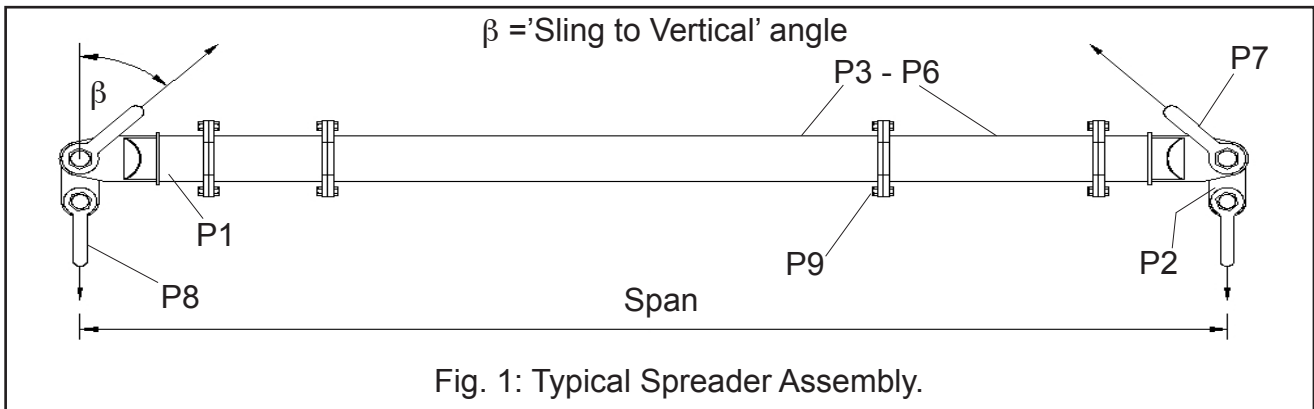 β ='Sling to Vertical' angle
P3 - P6
P7
β
P1
P9
P2
P8
Span
Fig. 1: Typical Spreader Assembly.